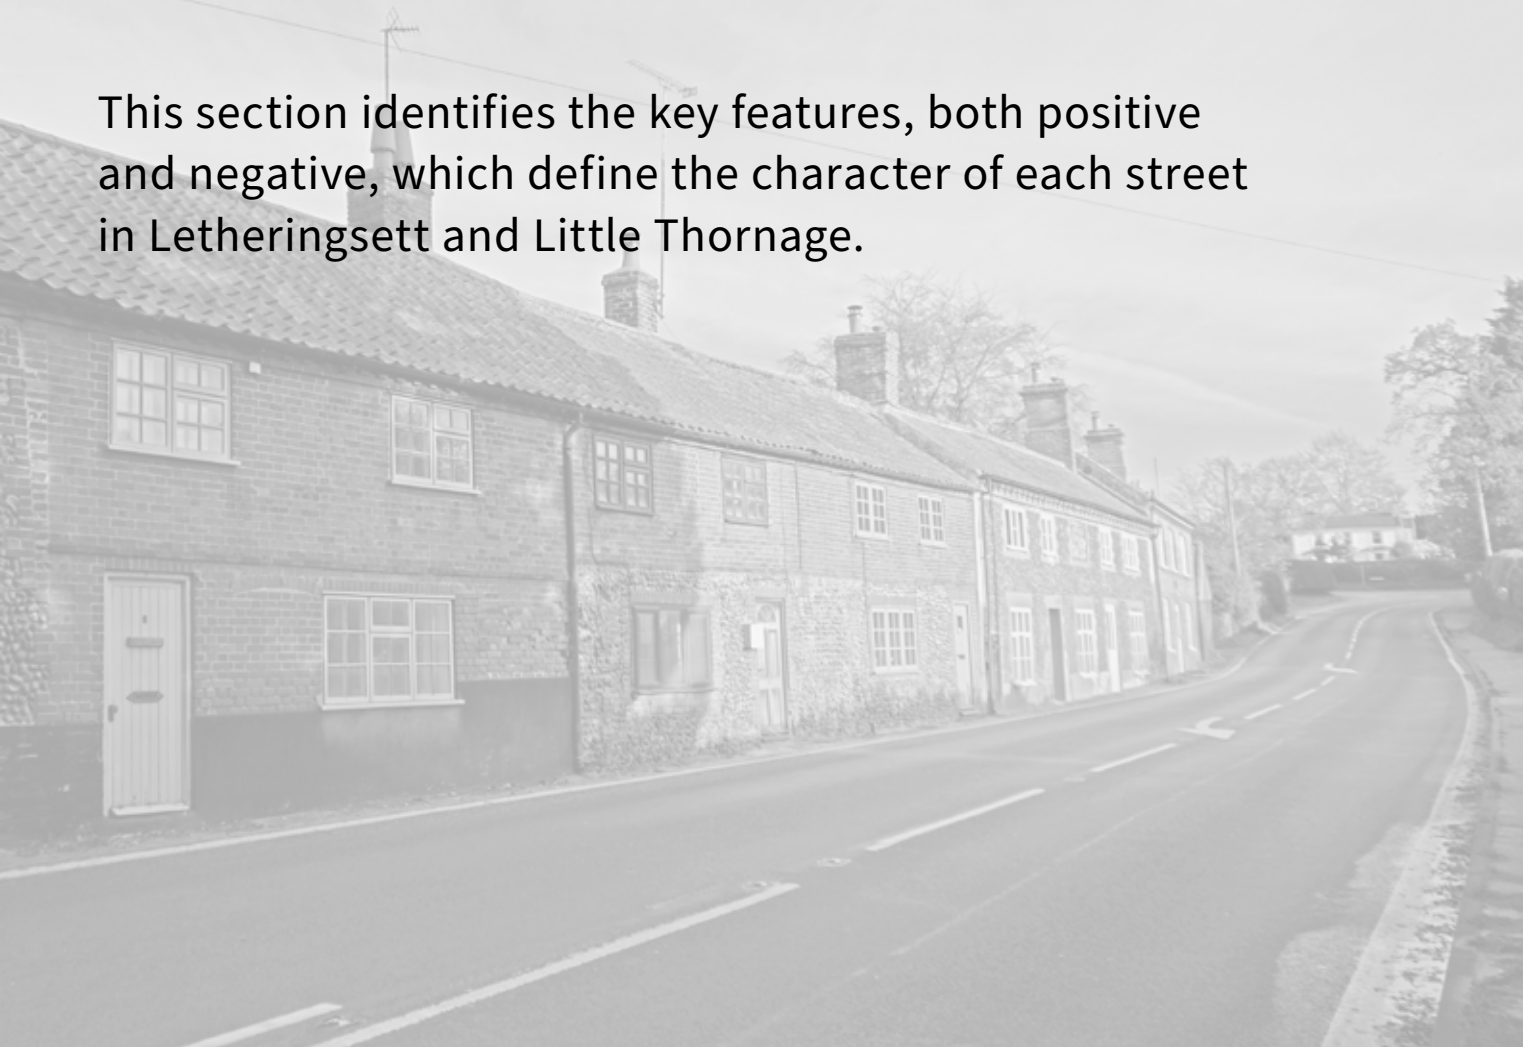 This section identifies the key features, both positive
and negative, which define the character of each street
in Letheringsett and Little Thornage.